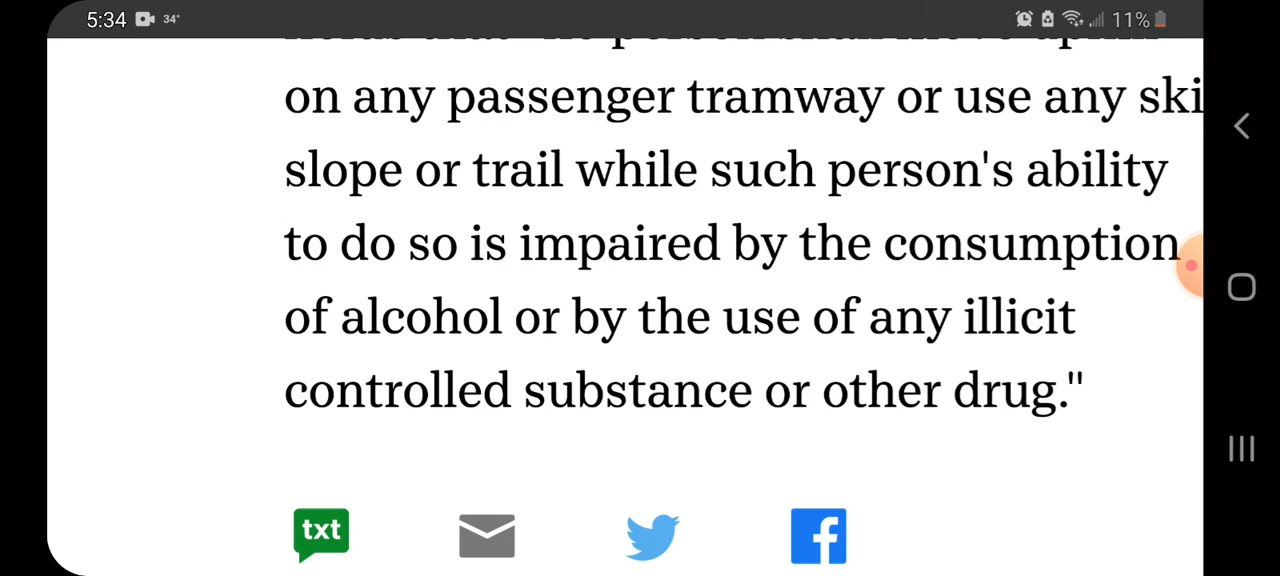 5:34 34° 11%
on any passenger tramway or use any ski
slope or trail while such person's ability
to do so is impaired by the consumption
of alcohol or by the use of any illicit
controlled substance or other drug."
txt